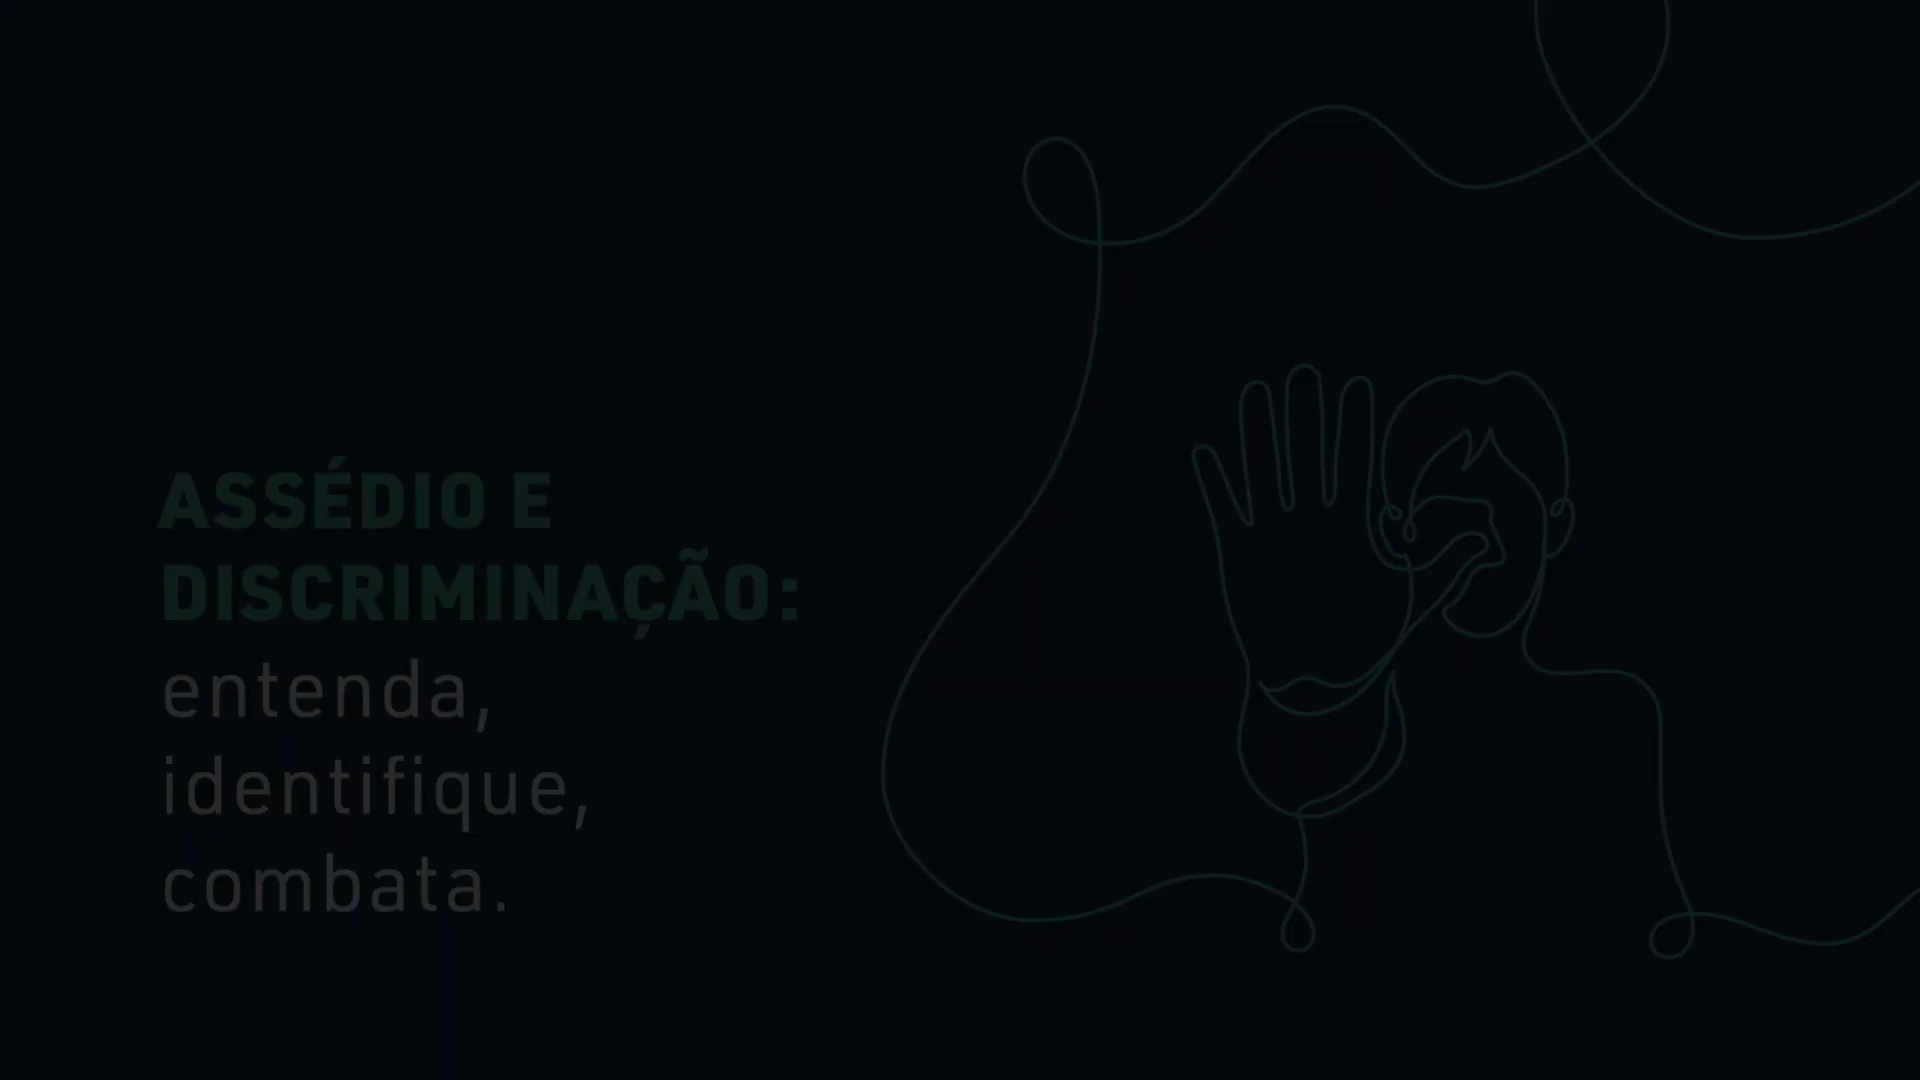 ASSÉDIO E
DISCRIMINAÇÃO:
entenda,
identifique,
combata.